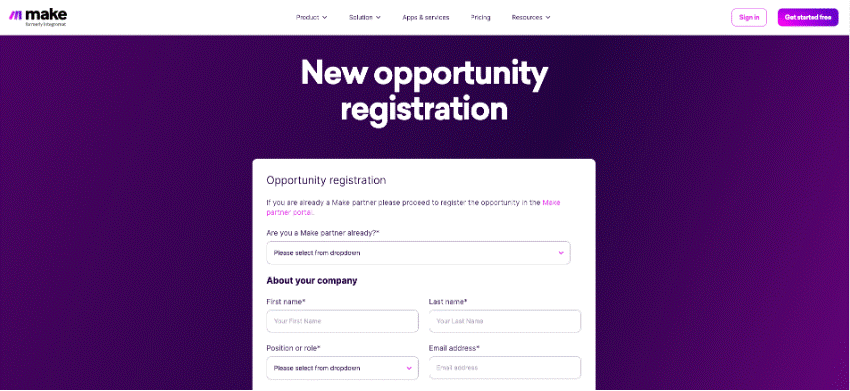 make
formerly Integromat
Product Solution Apps & services Pricing Resources Sign in Get started free
New opportunity
registration
Opportunity registration
If you are already a Make partner please proceed to register the opportunity in the Make
partner portal.
Are you a Make partner already?*
Please select from dropdown
About your company
First name* Last name*
Your First Name Your Last Name
Position or role* Email address*
Please select from dropdown Email address